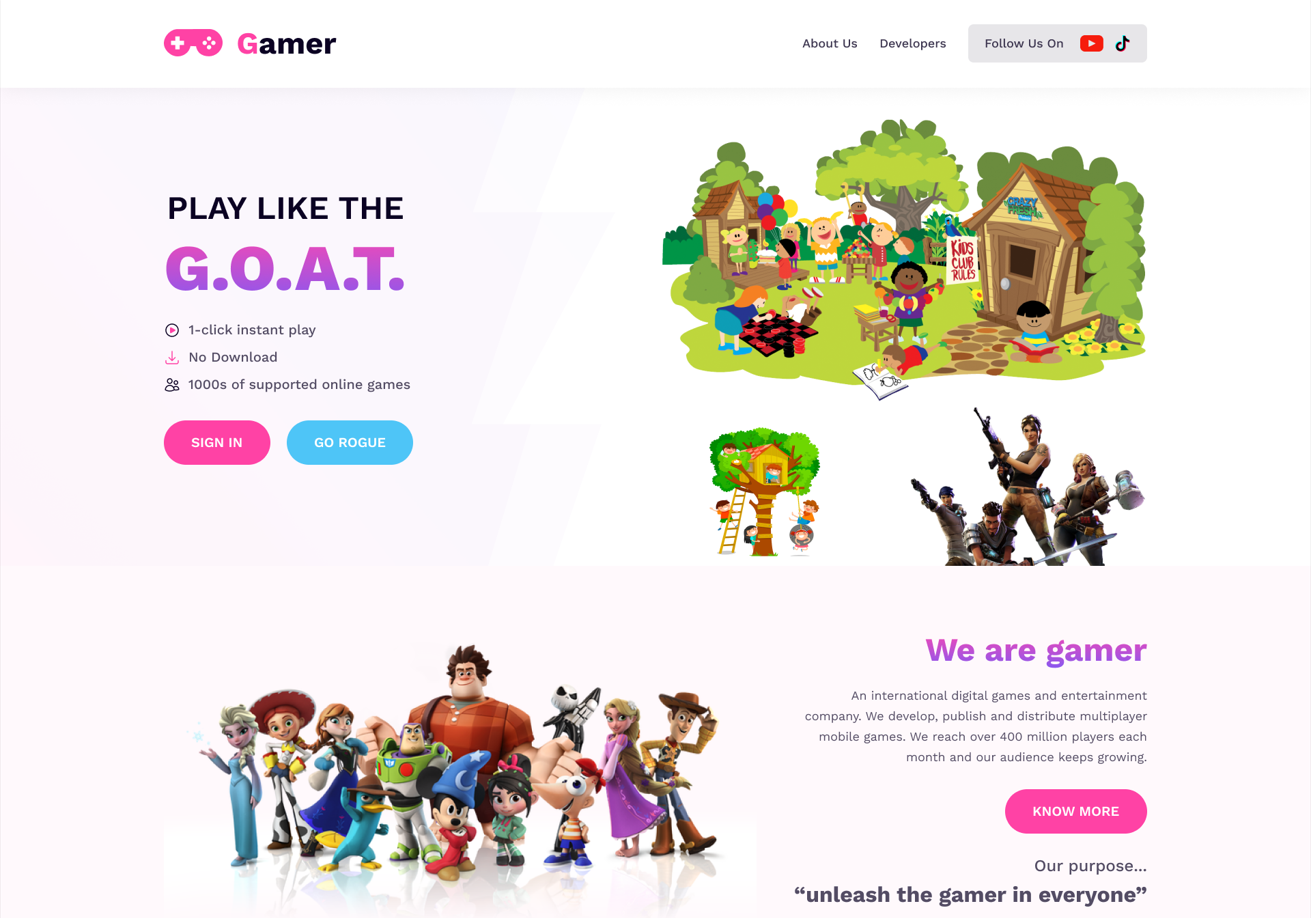 Gamer
About Us
Developers
Follow Us On
PLAY LIKE THE
G.O.A.T.
1-click instant play
No Download
1000s of supported online games
SIGN IN
GO ROGUE
CRAZY
FRESH
KiDS
CLUB
RULES
We are gamer
An international digital games and entertainment
company. We develop, publish and distribute multiplayer
mobile games. We reach over 400 million players each
month and our audience keeps growing.
KNOW MORE
Our purpose...
“unleash the gamer in everyone”